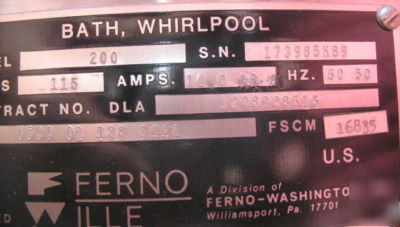 BATH, WHIRLPOOL
EL 200 S.N. 173985K89
S 115 AMPS. HZ. 60 50
TRACT NO. DLA
FSCM 16835
U.S.
FERNO
ILLE
A Division of
FERNO-WASHINGTO
Williamsport, Pa. 17701
ED